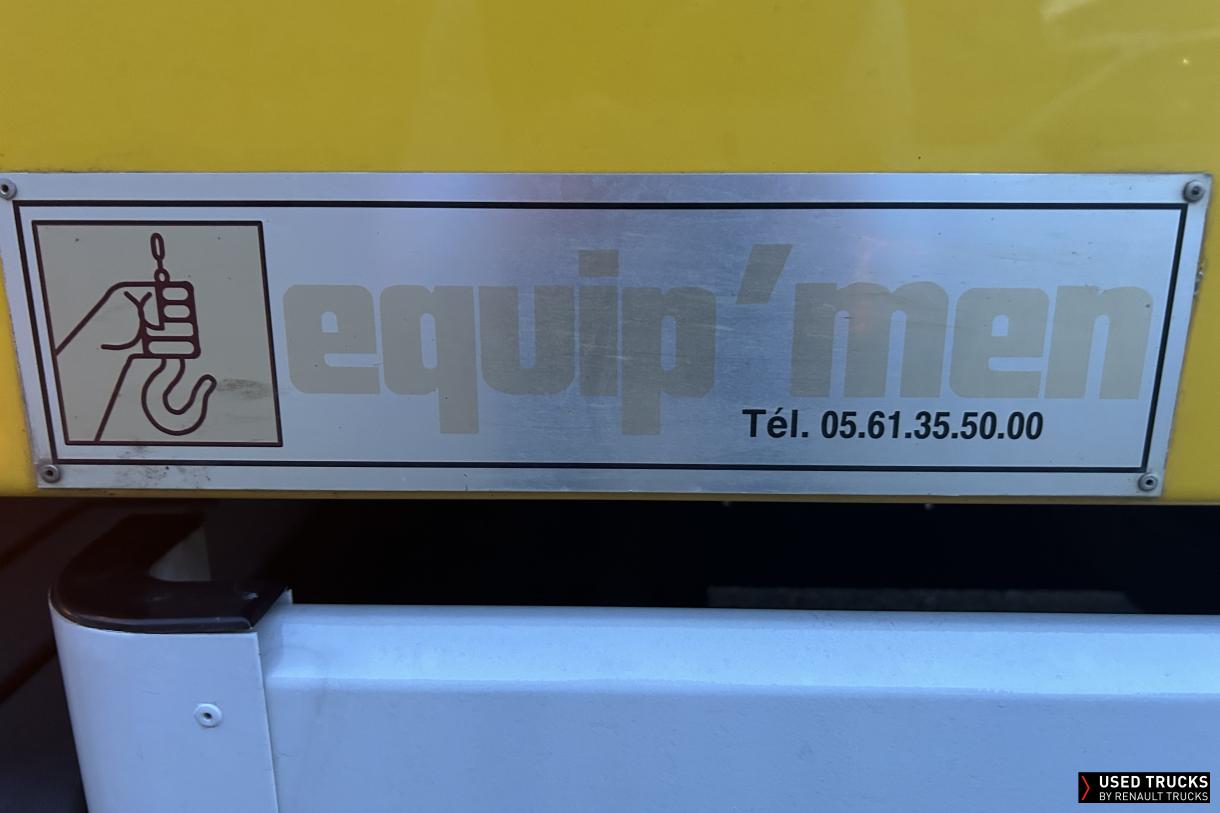 equip'men
Tél. 05.61.35.50.00
USED TRUCKS
BY RENAULT TRUCKS